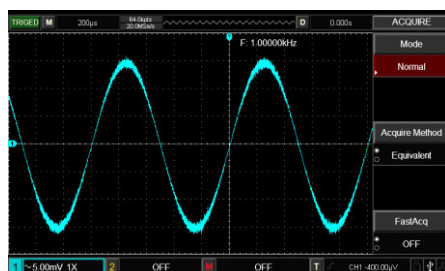 TRIGED M 200μs 64.0kpts D 0.000s ACQUIRE
20.0MSa/s
F: 1.00000kHz
Mode
Normal
Acquire Method
Equivalent
FastAcq
OFF
1 ~5.00mV 1X 2 OFF M OFF T CH1 -400.00μV